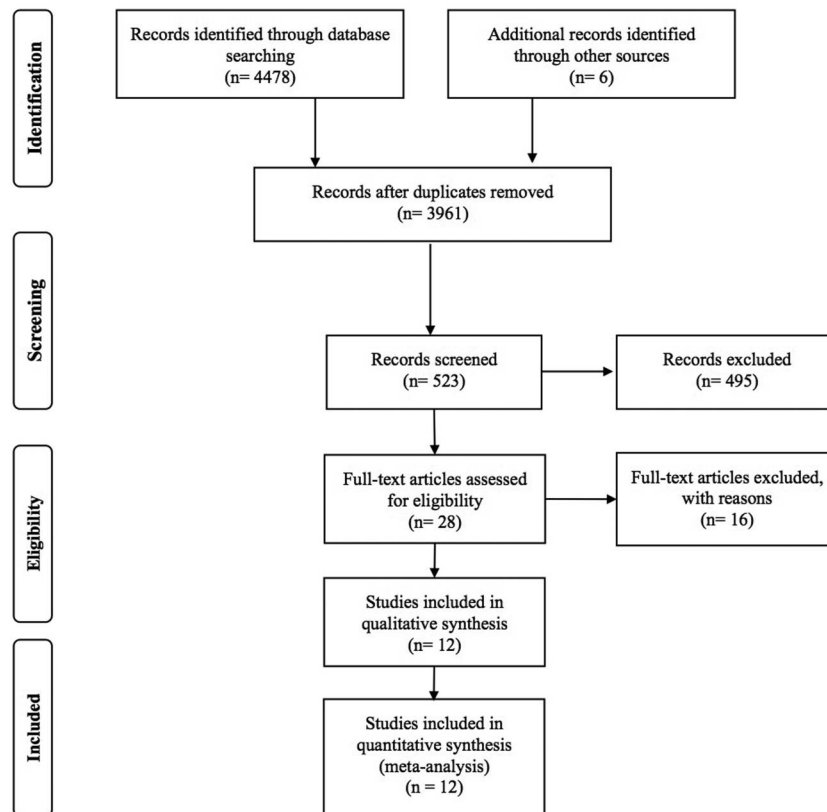 Identification
Records identified through database
searching
(n= 4478)
Additional records identified
through other sources
(n= 6)
Records after duplicates removed
(n= 3961)
Screening
Records screened
(n= 523)
Records excluded
(n= 495)
Eligibility
Full-text articles assessed
for eligibility
(n= 28)
Full-text articles excluded,
with reasons
(n= 16)
Studies included in
qualitative synthesis
(n= 12)
Included
Studies included in
quantitative synthesis
(meta-analysis)
(n = 12)